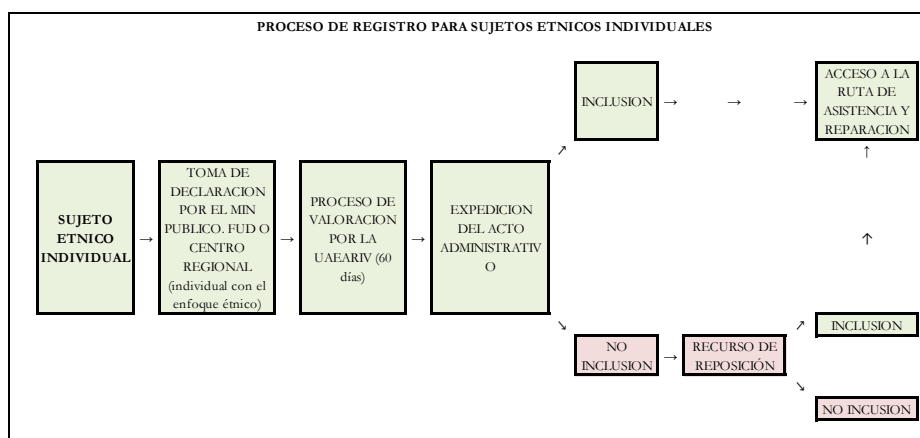 PROCESO DE REGISTRO PARA SUJETOS ETNICOS INDIVIDUALES
SUJETO
ETNICO
INDIVIDUAL
→
TOMA DE
DECLARACION
POR EL MIN
PUBLICO. FUD O
CENTRO
REGIONAL
(individual con el
enfoque étnico)
→
PROCESO DE
VALORACION
POR LA
UAEARIV (60
días)
→
EXPEDICION
DEL ACTO
ADMINISTRATIV
O
↗
INCLUSION
→ → →
ACCESO A LA
RUTA DE
ASISTENCIA Y
REPARACION
↑
↑
↘
NO
INCLUSION
→
RECURSO DE
REPOSICIÓN
↗
INCLUSION
↘
NO INCUSION